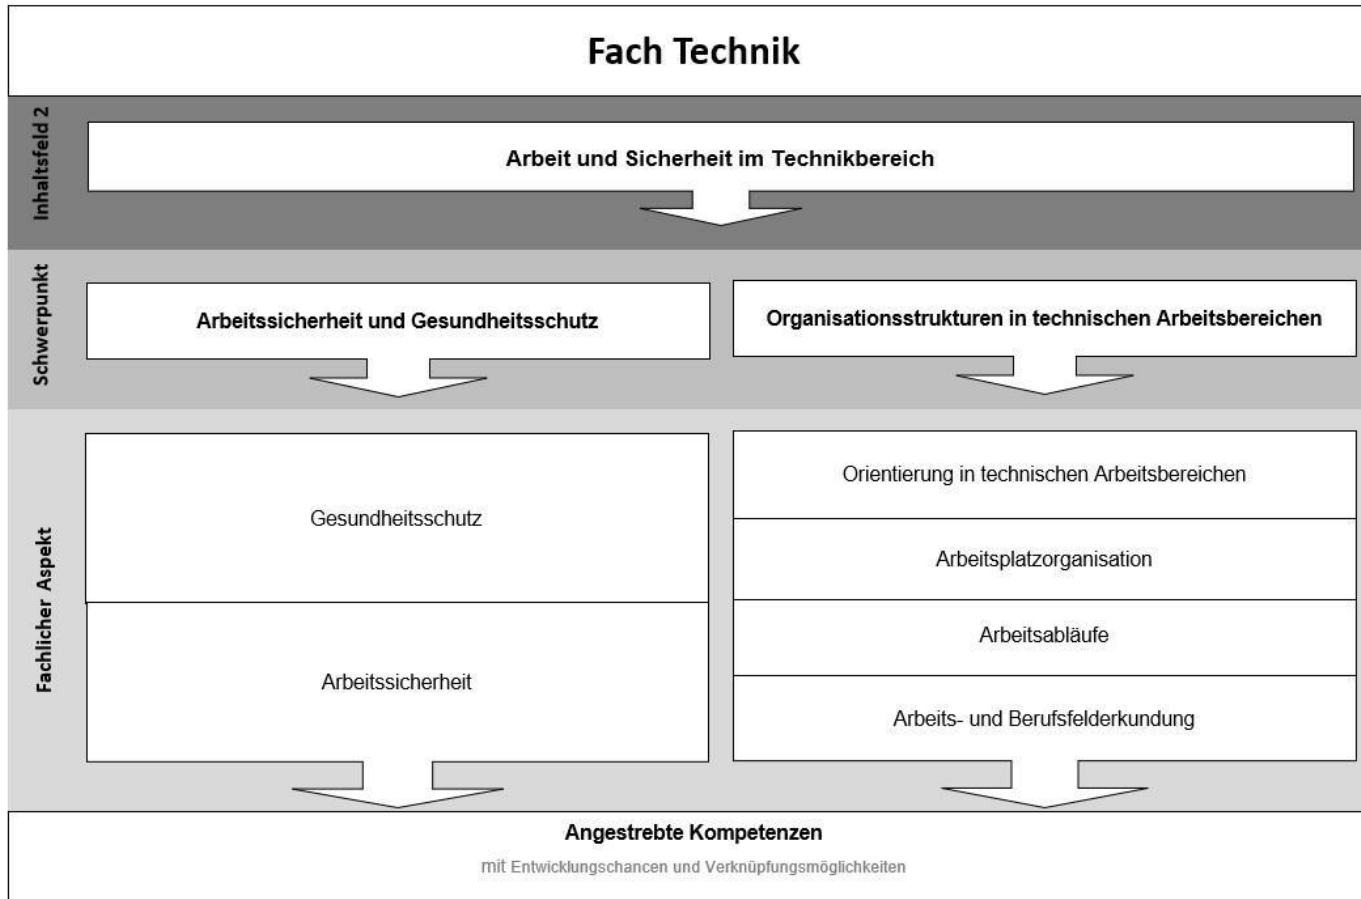 Fach Technik
Inhaltsfeld 2
Arbeit und Sicherheit im Technikbereich
Schwerpunkt
Arbeitssicherheit und Gesundheitsschutz
Organisationsstrukturen in technischen Arbeitsbereichen
Fachlicher Aspekt
Gesundheitsschutz
Arbeitssicherheit
Orientierung in technischen Arbeitsbereichen
Arbeitsplatzorganisation
Arbeitsabläufe
Arbeits- und Berufsfelderkundung
Angestrebte Kompetenzen
mit Entwicklungschancen und Verknüpfungsmöglichkeiten